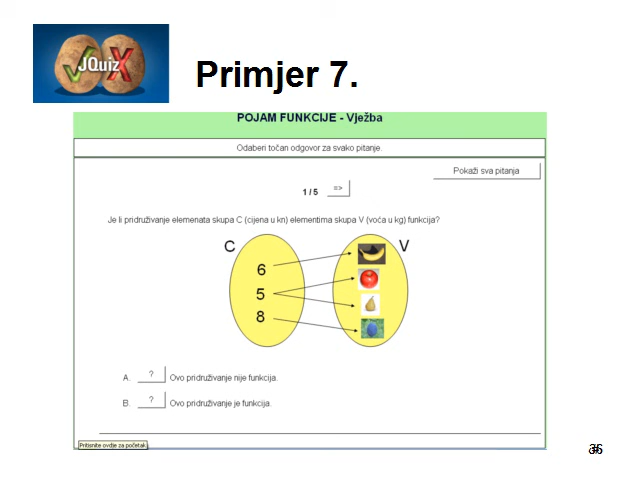 JQuiz
Primjer 7.
POJAM FUNKCIJE - Vježba
Odaberi točan odgovor za svako pitanje
Pokaži sva pitanja
1 / 5 =>
Je li pridruživanje elemenata skupa C (cijena u kn) elementima skupa V (voća u kg) funkcija?
C V
6
5
8
A. ? Ovo pridruživanje nije funkcija.
B. ? Ovo pridruživanje je funkcija.
Pritisnite ovdje za početak